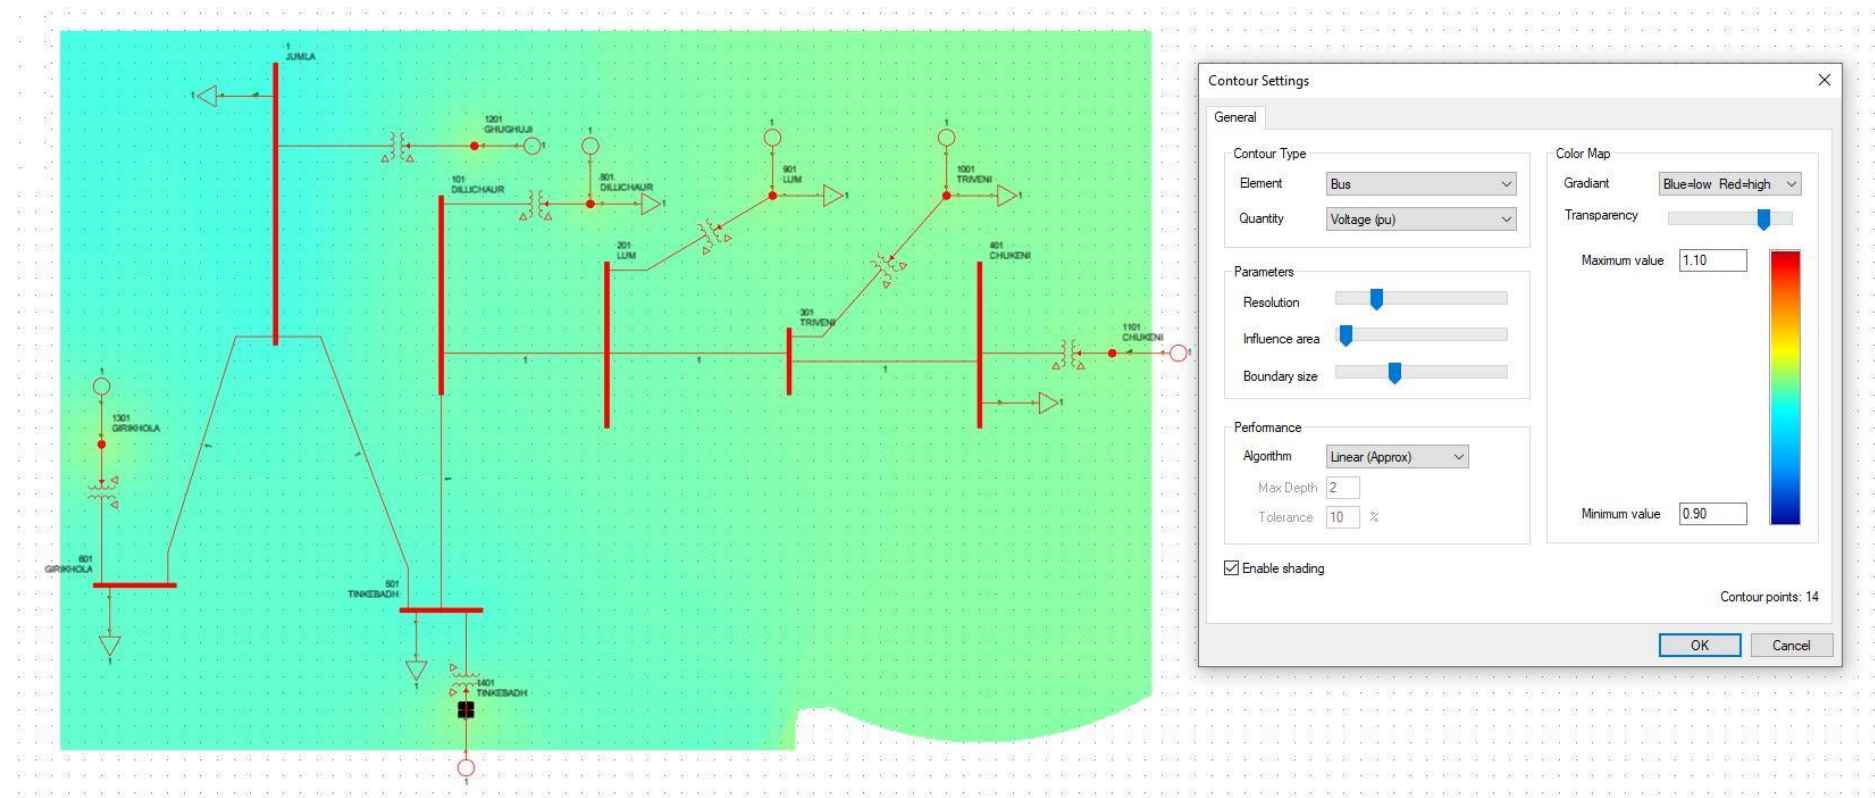 1
JUMLA
1
1201
GHUGHUJI
1
1
801
DILLICHAUR
1
101
DILLICHAUR
1
901
LUM
1
1
1001
TRIVENI
1
201
LUM
401
CHUKENI
301
TRIVENI
1101
CHUKENI
1
1
1
1
1
1
1301
GIRIKHOLA
1
1
1
601
GIRIKHOLA
1
501
TINKEBADH
1
1401
TINKEBADH
1
Contour Settings
General
Contour Type
Element Bus
Quantity Voltage (pu)
Parameters
Resolution
Influence area
Boundary size
Performance
Algorithm Linear (Approx)
Max Depth 2
Tolerance 10 %
Enable shading
Color Map
Gradiant Blue=low Red=high
Transparency
Maximum value 1.10
Minimum value 0.90
Contour points: 14
OK Cancel